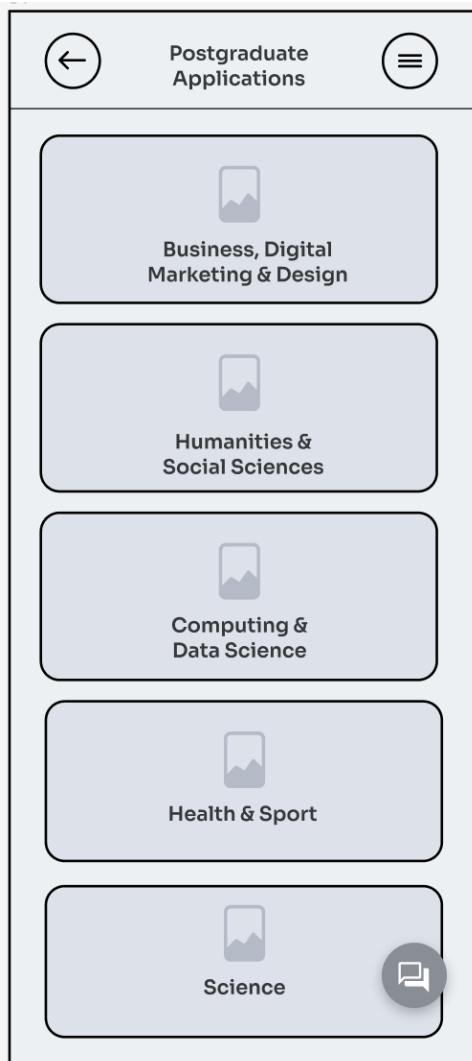 Postgraduate
Applications
Business, Digital
Marketing & Design
Humanities &
Social Sciences
Computing &
Data Science
Health & Sport
Science